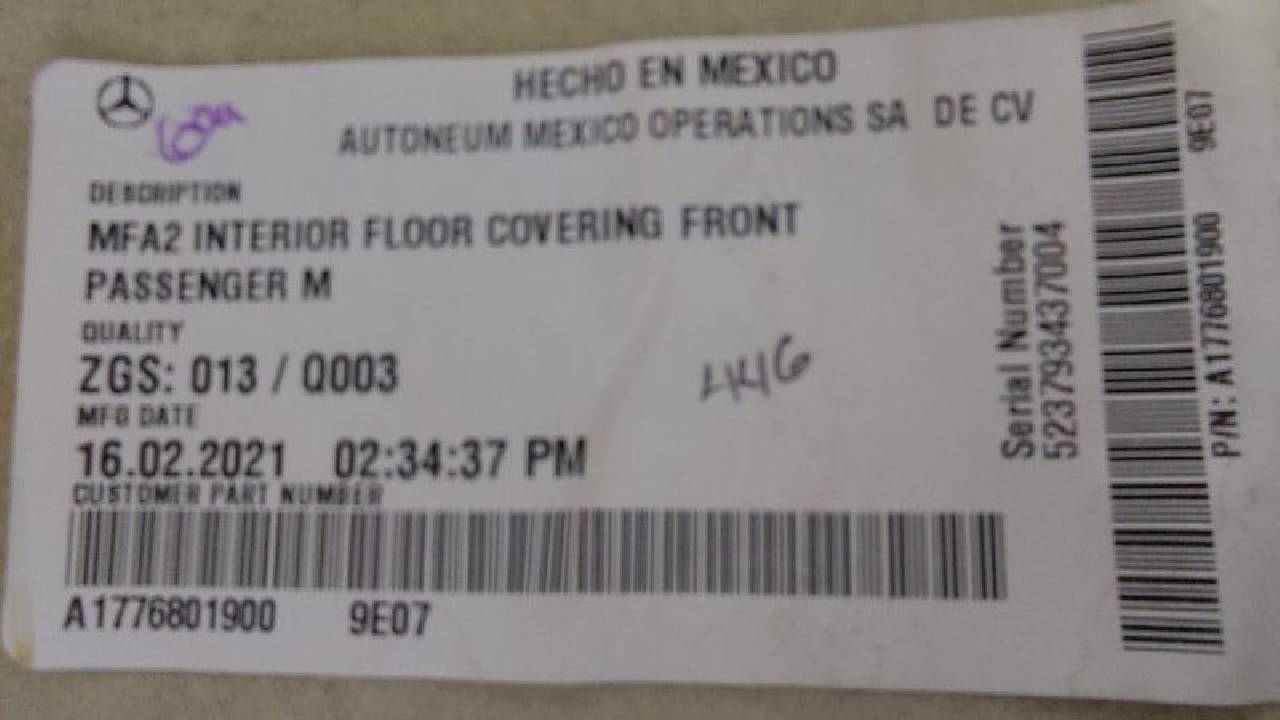 HECHO EN MEXICO
AUTONEUM MEXICO OPERATIONS SA DE CV
DESCRIPTION
MFA2 INTERIOR FLOOR COVERING FRONT
PASSENGER M
QUALITY
ZGS: 013 / Q003
MFG DATE
16.02.2021 02:34:37 PM
CUSTOMER PART NUMBER
A1776801900 9E07
Serial Number
5237934437004
P/N: A1776801900 9E07